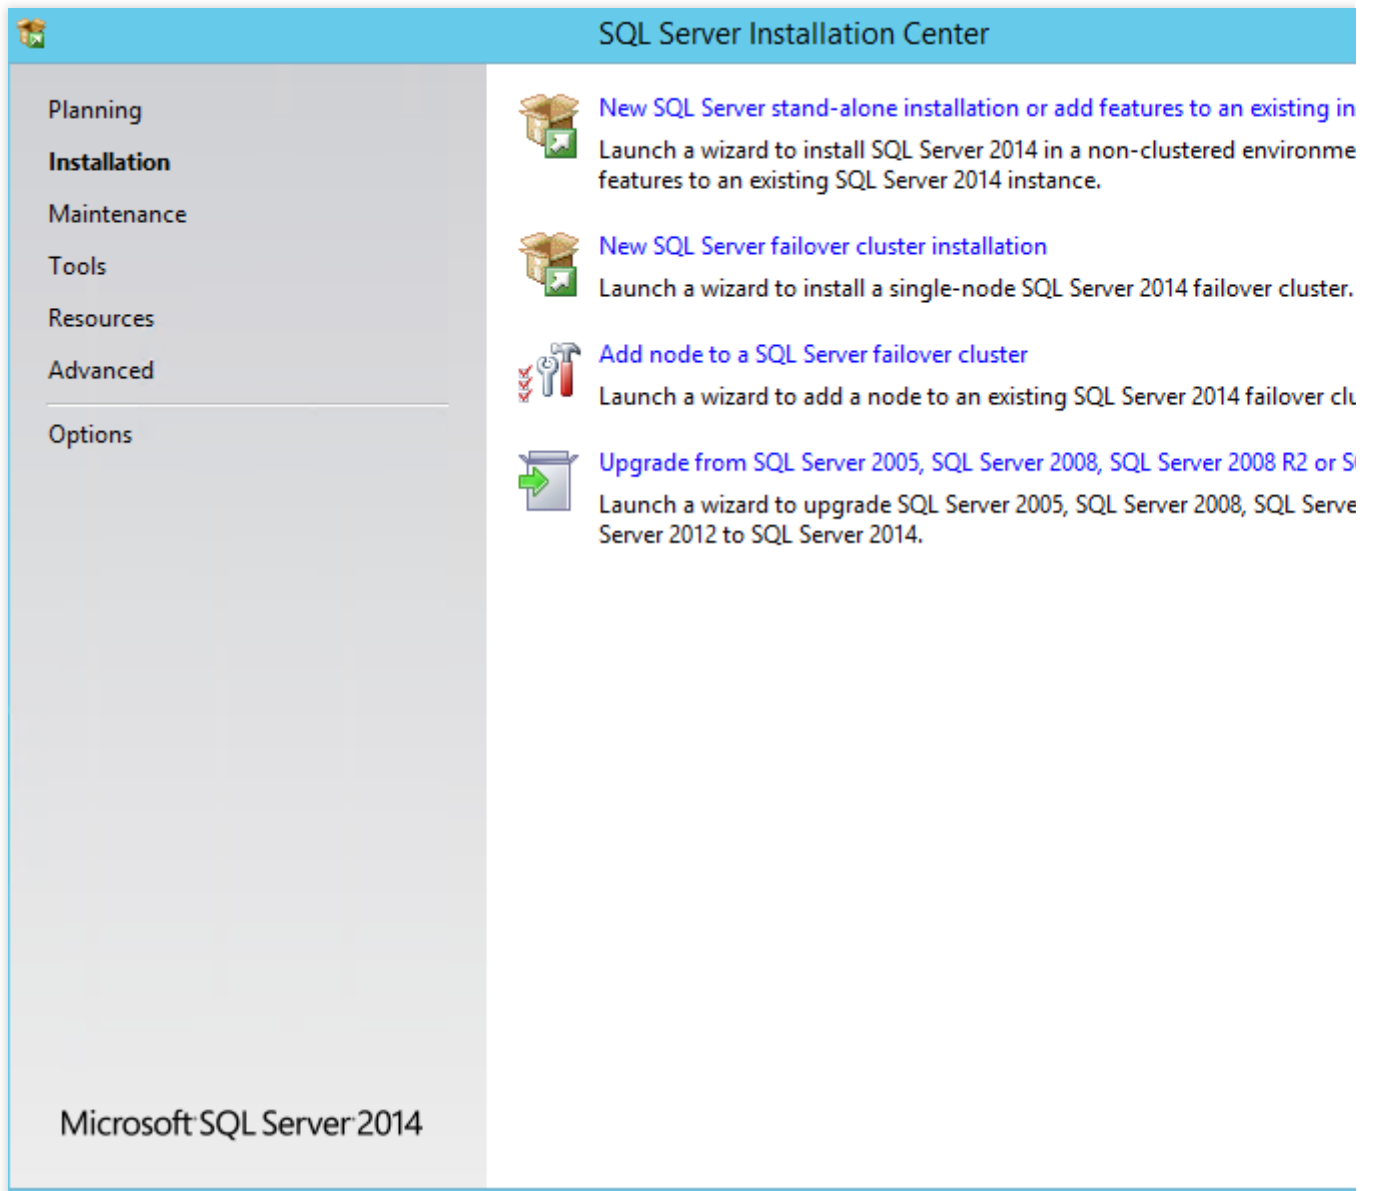 SQL Server Installation Center
Planning
Installation
Maintenance
Tools
Resources
Advanced
Options
Microsoft SQL Server 2014
New SQL Server stand-alone installation or add features to an existing in
Launch a wizard to install SQL Server 2014 in a non-clustered environme
features to an existing SQL Server 2014 instance.
New SQL Server failover cluster installation
Launch a wizard to install a single-node SQL Server 2014 failover cluster.
Add node to a SQL Server failover cluster
Launch a wizard to add a node to an existing SQL Server 2014 failover clu
Upgrade from SQL Server 2005, SQL Server 2008, SQL Server 2008 R2 or S
Launch a wizard to upgrade SQL Server 2005, SQL Server 2008, SQL Serve
Server 2012 to SQL Server 2014.